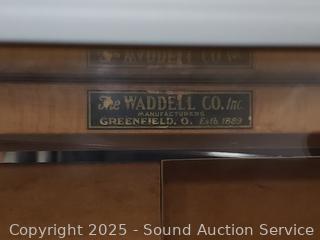 The WADDELL CO. Inc.
MANUFACTURERS
GREENFIELD, O. Estb. 1889
Copyright 2025 - Sound Auction Service